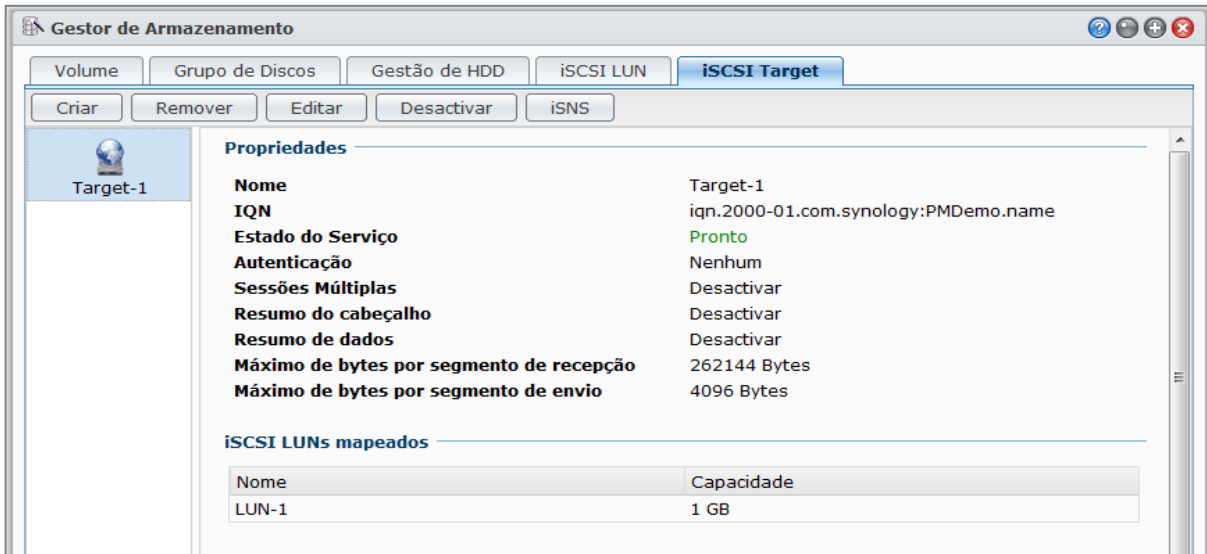 Gestor de Armazenamento
Volume Grupo de Discos Gestão de HDD iSCSI LUN iSCSI Target
Criar Remover Editar Desactivar iSNS
Target-1
Propriedades
Nome Target-1
IQN iqn.2000-01.com.synology:PMDemo.name
Estado do Serviço Pronto
Autenticação Nenhum
Sessões Múltiplas Desactivar
Resumo do cabeçalho Desactivar
Resumo de dados Desactivar
Máximo de bytes por segmento de recepção 262144 Bytes
Máximo de bytes por segmento de envio 4096 Bytes
iSCSI LUNs mapeados
Nome Capacidade
LUN-1 1 GB